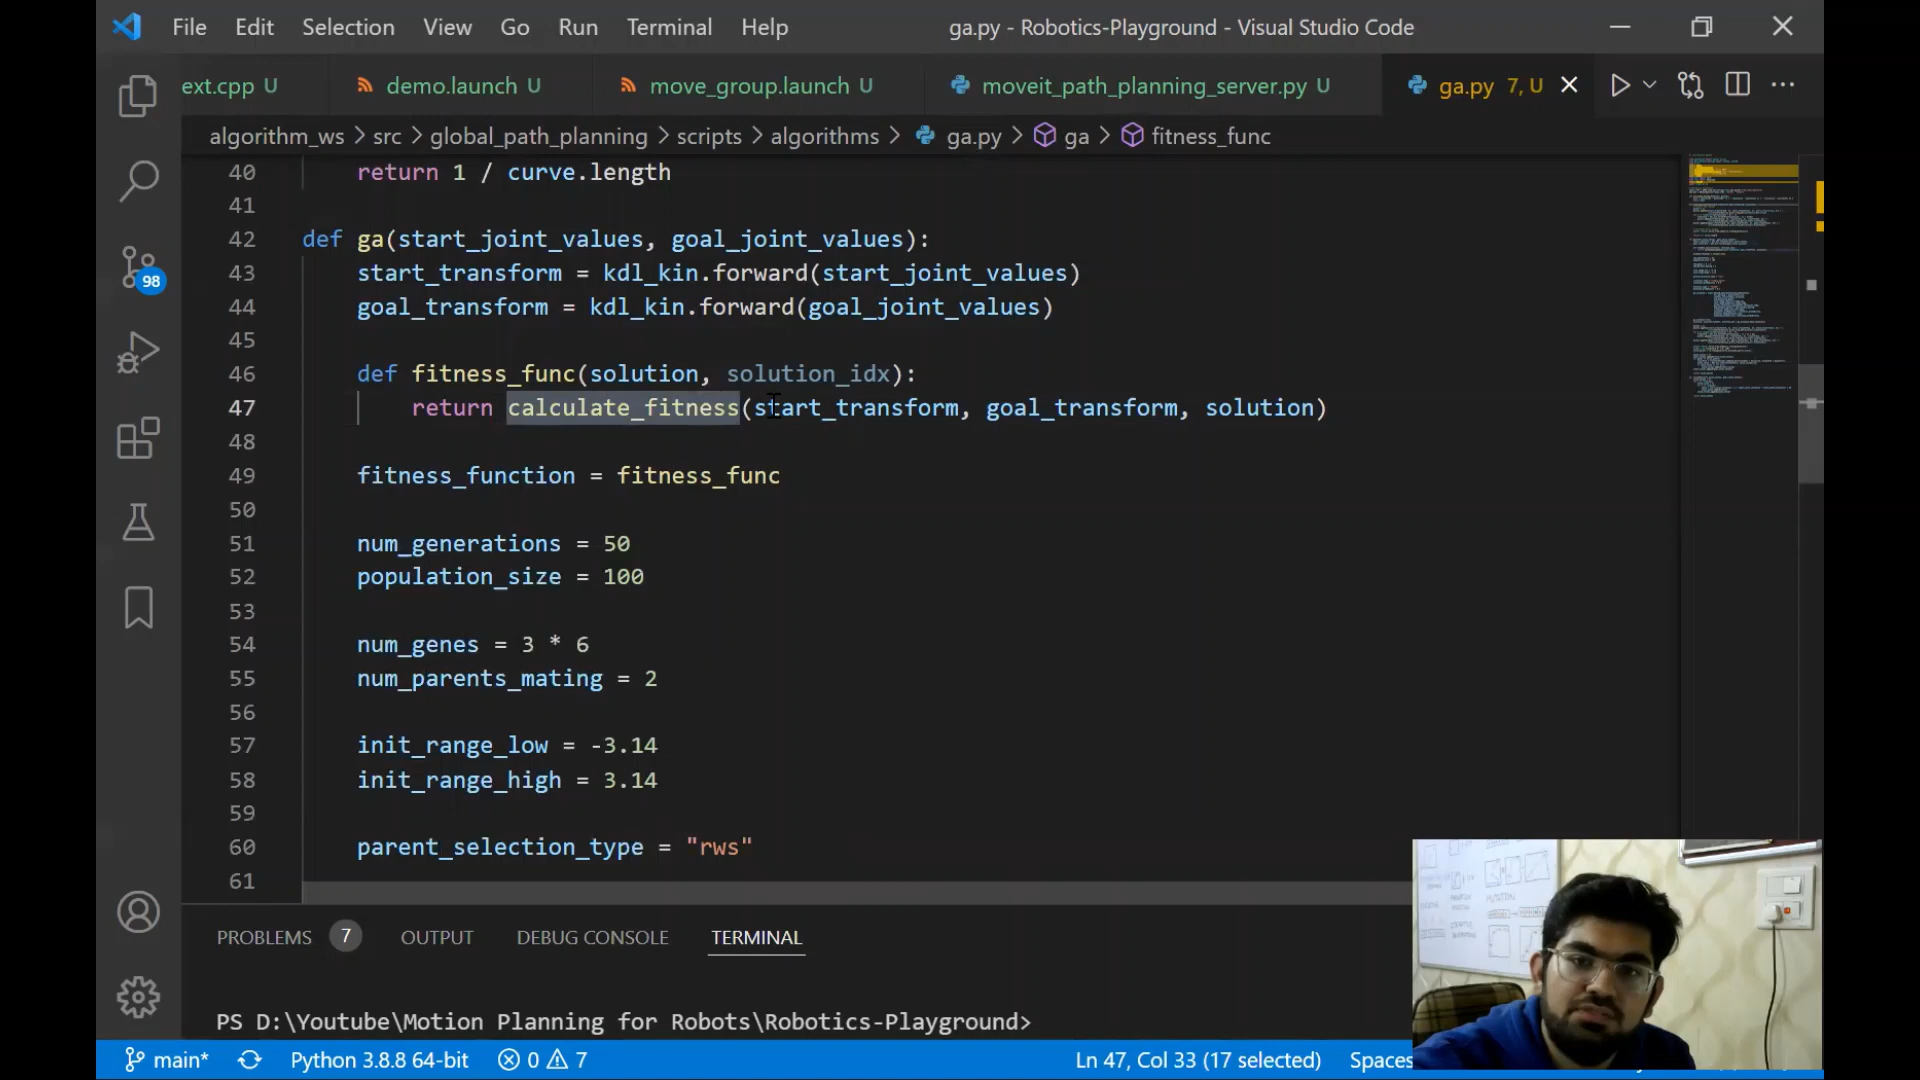 File Edit Selection View Go Run Terminal Help ga.py - Robotics-Playground - Visual Studio Code
ext.cpp U demo.launch U move_group.launch U moveit_path_planning_server.py U ga.py 7, U
algorithm_ws > src > global_path_planning > scripts > algorithms > ga.py > ga > fitness_func
40 return 1 / curve.length
41
42 def ga(start_joint_values, goal_joint_values):
43 start_transform = kdl_kin.forward(start_joint_values)
44 goal_transform = kdl_kin.forward(goal_joint_values)
45
46 def fitness_func(solution, solution_idx):
47 return calculate_fitness(start_transform, goal_transform, solution)
48
49 fitness_function = fitness_func
50
51 num_generations = 50
52 population_size = 100
53
54 num_genes = 3 * 6
55 num_parents_mating = 2
56
57 init_range_low = -3.14
58 init_range_high = 3.14
59
60 parent_selection_type = "rws"
61
98
PROBLEMS 7 OUTPUT DEBUG CONSOLE TERMINAL
PS D:\Youtube\Motion Planning for Robots\Robotics-Playground>
main* Python 3.8.8 64-bit 0 7 Ln 47, Col 33 (17 selected) Spaces